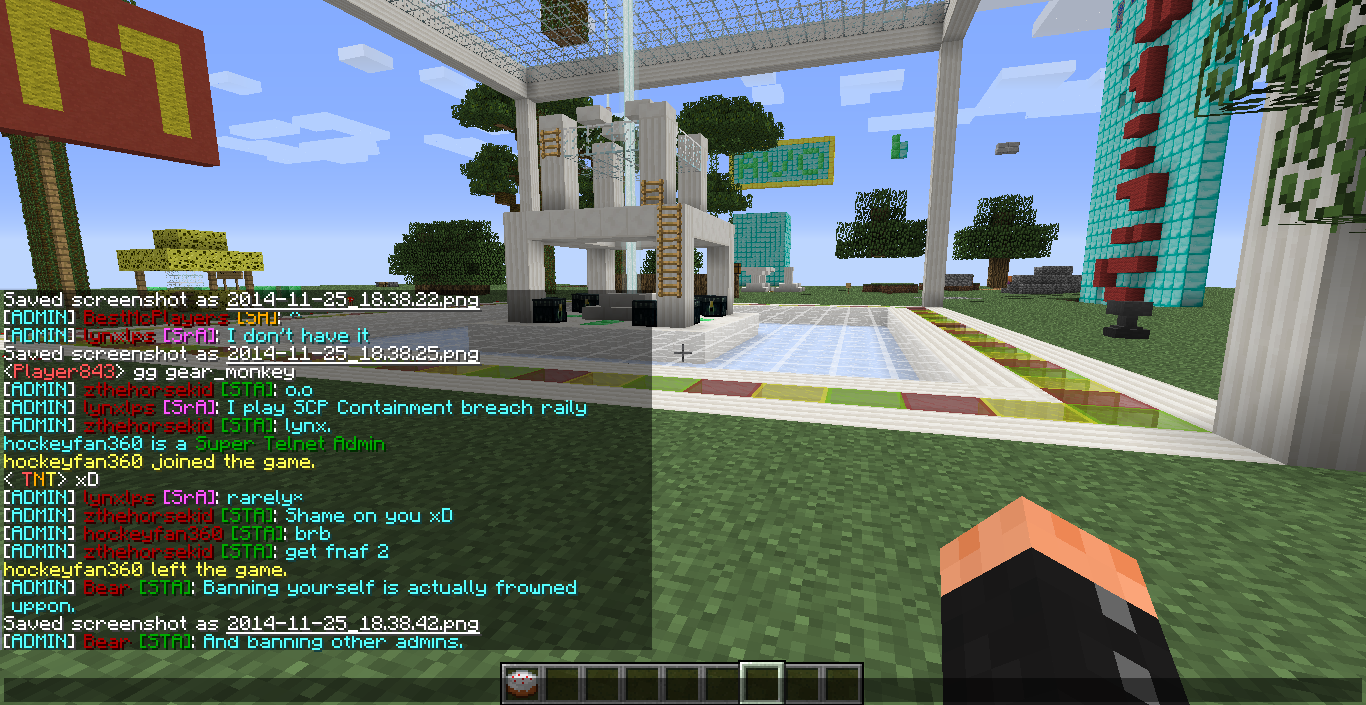 M
Saved screenshot as 2014-11-25_18.38.22.png
[ADMIN] BestMcPlayers [SA]: ^
[ADMIN] lynxlps [SrA]: I don't have it
Saved screenshot as 2014-11-25_18.38.25.png
<Player843> gg gear_monkey
[ADMIN] zthehorsekid [STA]: o.o
[ADMIN] lynxlps [SrA]: I play SCP Containment breach raily
[ADMIN] zthehorsekid [STA]: lynx.
hockeyfan360 is a Super Telnet Admin
hockeyfan360 joined the game.
< TNT> xD
[ADMIN] lynxlps [SrA]: rarely*
[ADMIN] zthehorsekid [STA]: Shame on you xD
[ADMIN] hockeyfan360 [STA]: brb
[ADMIN] zthehorsekid [STA]: get fnaf 2
hockeyfan360 left the game.
[ADMIN] Bear [STA]: Banning yourself is actually frowned
uppon.
Saved screenshot as 2014-11-25_18.38.42.png
[ADMIN] Bear [STA]: And banning other admins.